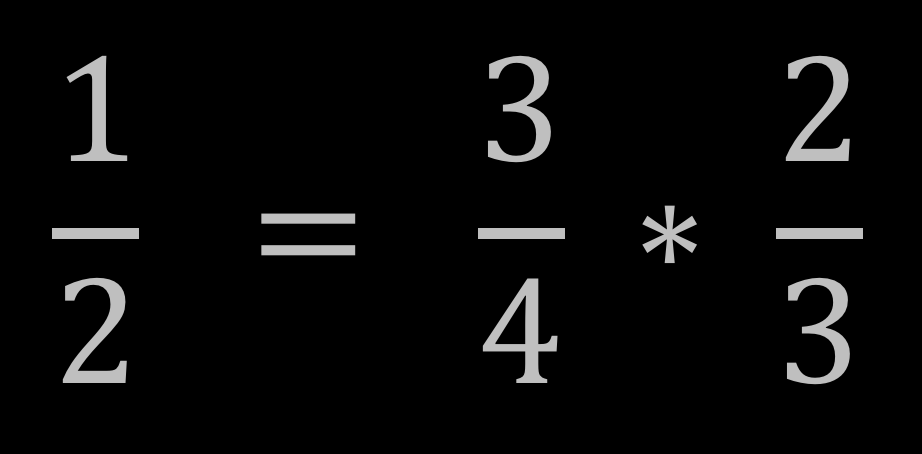 1/2 = 3/4 * 2/3